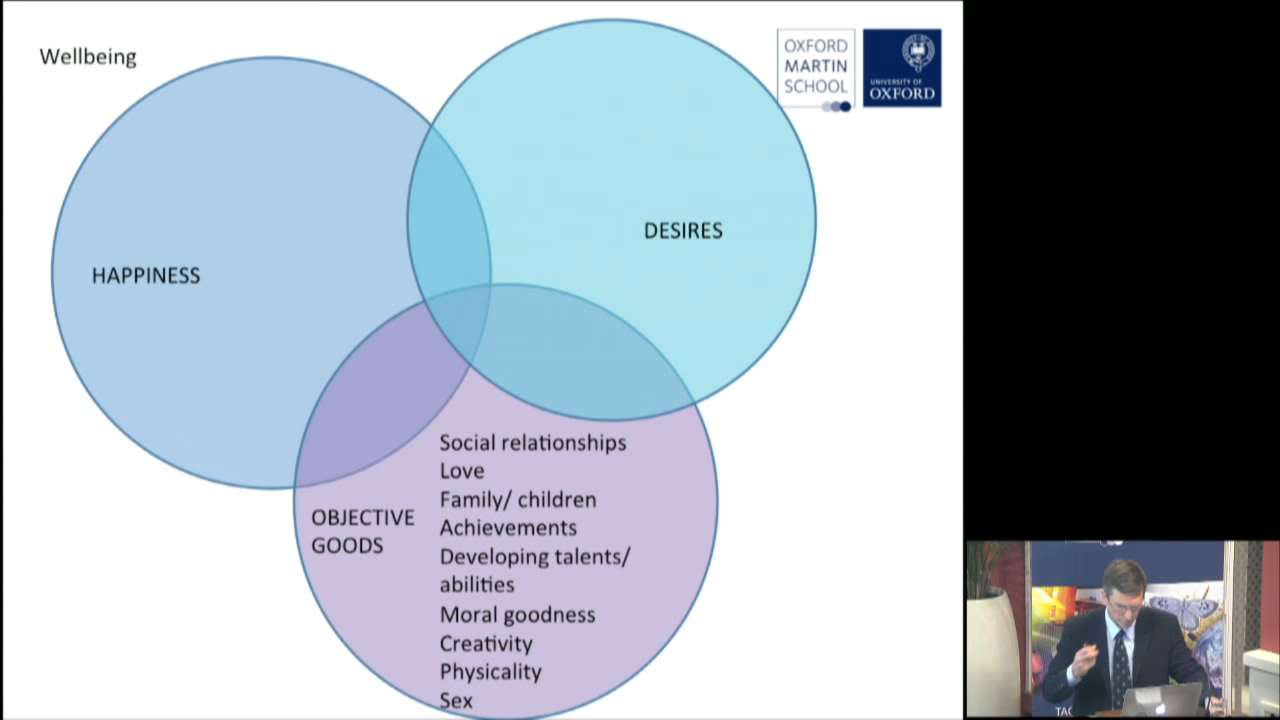 Wellbeing
OXFORD
MARTIN
SCHOOL
UNIVERSITY OF
OXFORD
HAPPINESS
DESIRES
OBJECTIVE
GOODS
Social relationships
Love
Family/ children
Achievements
Developing talents/
abilities
Moral goodness
Creativity
Physicality
Sex
TAC